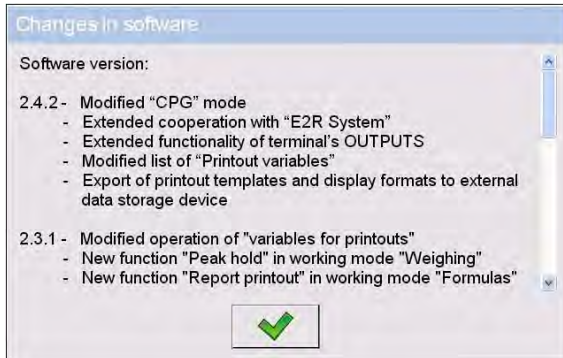 Changes in software
Software version:
2.4.2 - Modified “CPG” mode
- Extended cooperation with “E2R System”
- Extended functionality of terminal’s OUTPUTS
- Modified list of “Printout variables”
- Export of printout templates and display formats to external
data storage device
2.3.1 - Modified operation of "variables for printouts"
- New function "Peak hold" in working mode "Weighing"
- New function "Report printout" in working mode "Formulas"